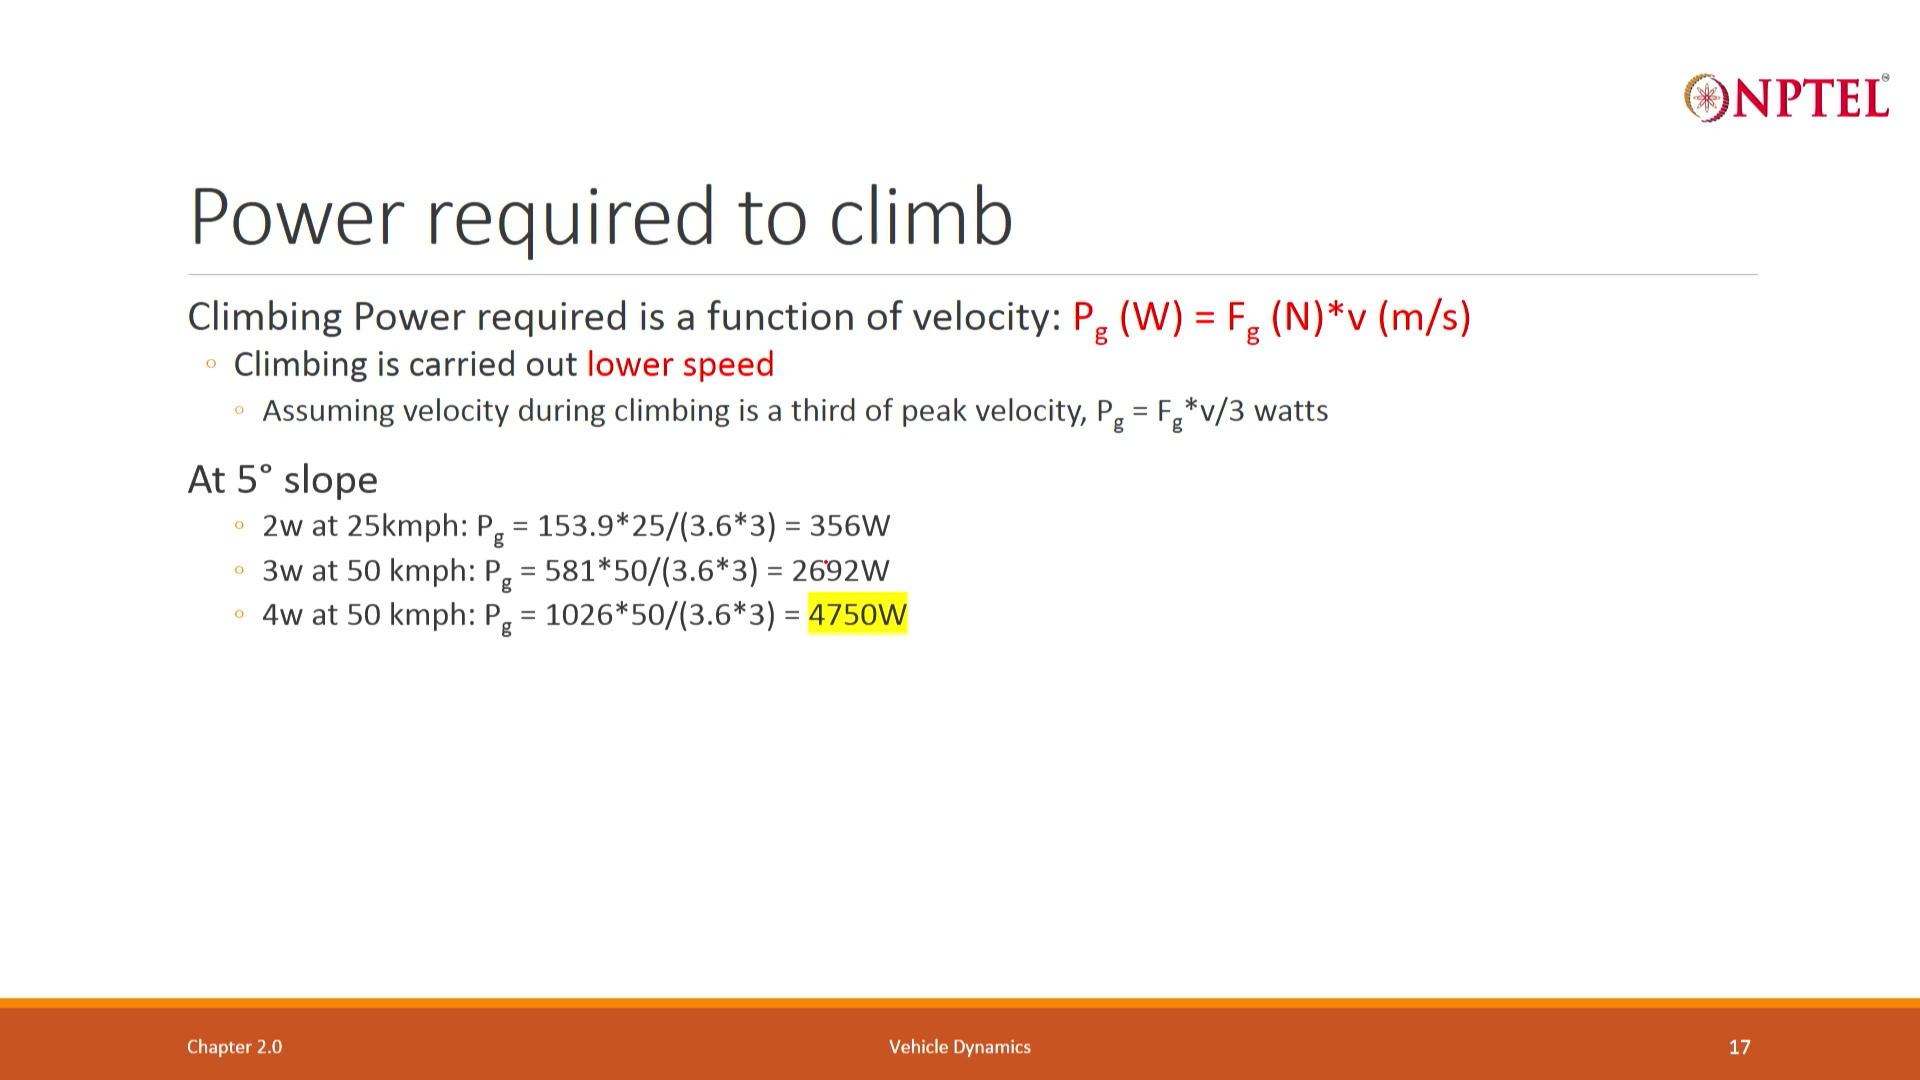 NPTEL
Power required to climb
Climbing Power required is a function of velocity: Pg (W) = Fg (N)*v (m/s)
◦ Climbing is carried out lower speed
◦ Assuming velocity during climbing is a third of peak velocity, Pg = Fg*v/3 watts
At 5° slope
◦ 2w at 25kmph: Pg = 153.9*25/(3.6*3) = 356W
◦ 3w at 50 kmph: Pg = 581*50/(3.6*3) = 2692W
◦ 4w at 50 kmph: Pg = 1026*50/(3.6*3) = 4750W
Chapter 2.0
Vehicle Dynamics
17